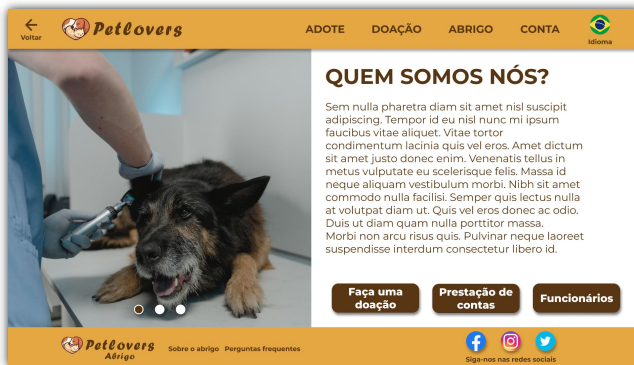 Voltar
Petlovers
ADOTE
DOAÇÃO
ABRIGO
CONTA
Idioma
QUEM SOMOS NÓS?
Sem nulla pharetra diam sit amet nisl suscipit
adipiscing. Tempor id eu nisl nunc mi ipsum
faucibus vitae aliquet. Vitae tortor
condimentum lacinia quis vel eros. Amet dictum
sit amet justo donec enim. Venenatis tellus in
metus vulputate eu scelerisque felis. Massa id
neque aliquam vestibulum morbi. Nibh sit amet
commodo nulla facilisi. Semper quis lectus nulla
at volutpat diam ut. Quis vel eros donec ac odio.
Duis ut diam quam nulla porttitor massa.
Morbi non arcu risus quis. Pulvinar neque laoreet
suspendisse interdum consectetur libero id.
Faça uma
doação
Prestação de
contas
Funcionários
Petlovers
Abrigo
Sobre o abrigo
Perguntas frequentes
Siga-nos nas redes sociais